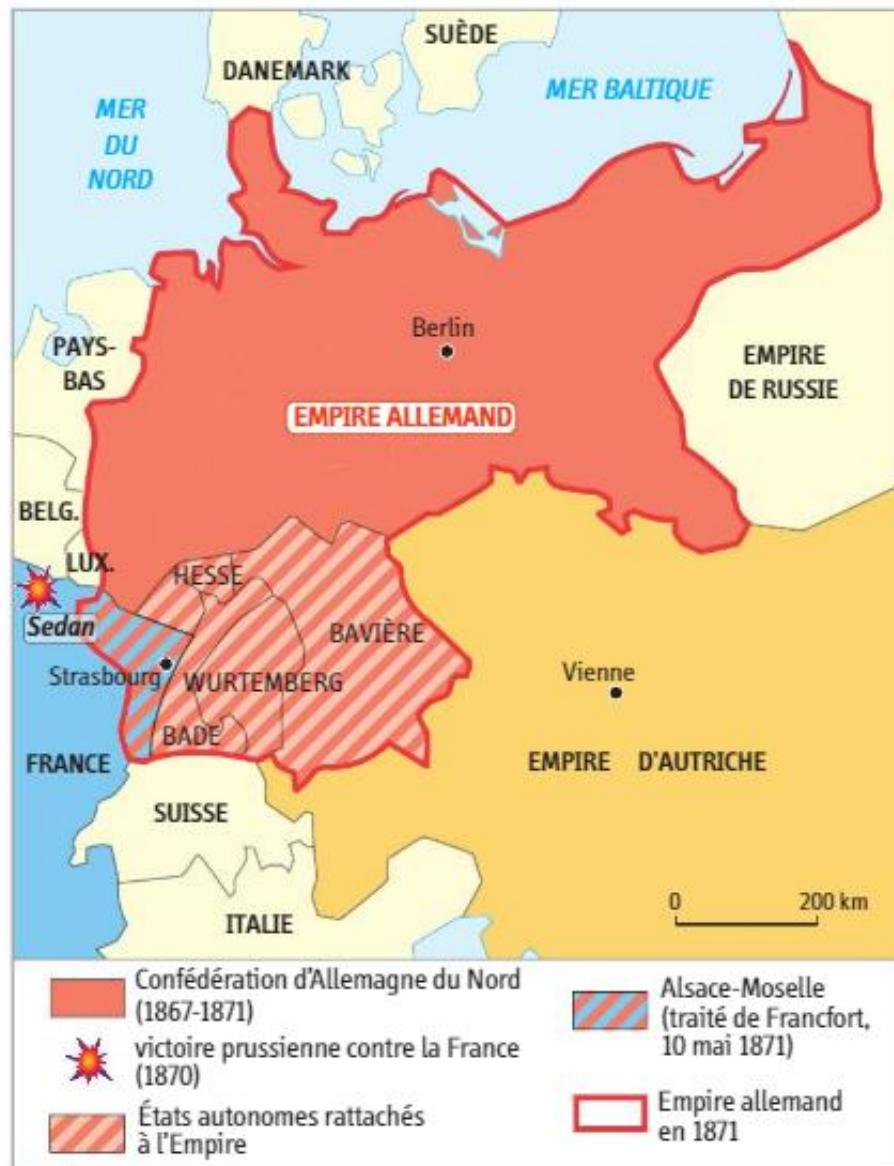 SUÈDE
DANEMARK
MER
DU
NORD
MER BALTIQUE
Berlin
PAYS-
BAS
EMPIRE
DE RUSSIE
EMPIRE ALLEMAND
BELG.
LUX.
HESSE
Sedan
BAVIÈRE
Strasbourg
WURTEMBERG
Vienne
BADE
FRANCE
EMPIRE D'AUTRICHE
SUISSE
0 200 km
ITALIE
Confédération d'Allemagne du Nord
(1867-1871)
victoire prussienne contre la France
(1870)
États autonomes rattachés
à l'Empire
Alsace-Moselle
(traité de Francfort,
10 mai 1871)
Empire allemand
en 1871